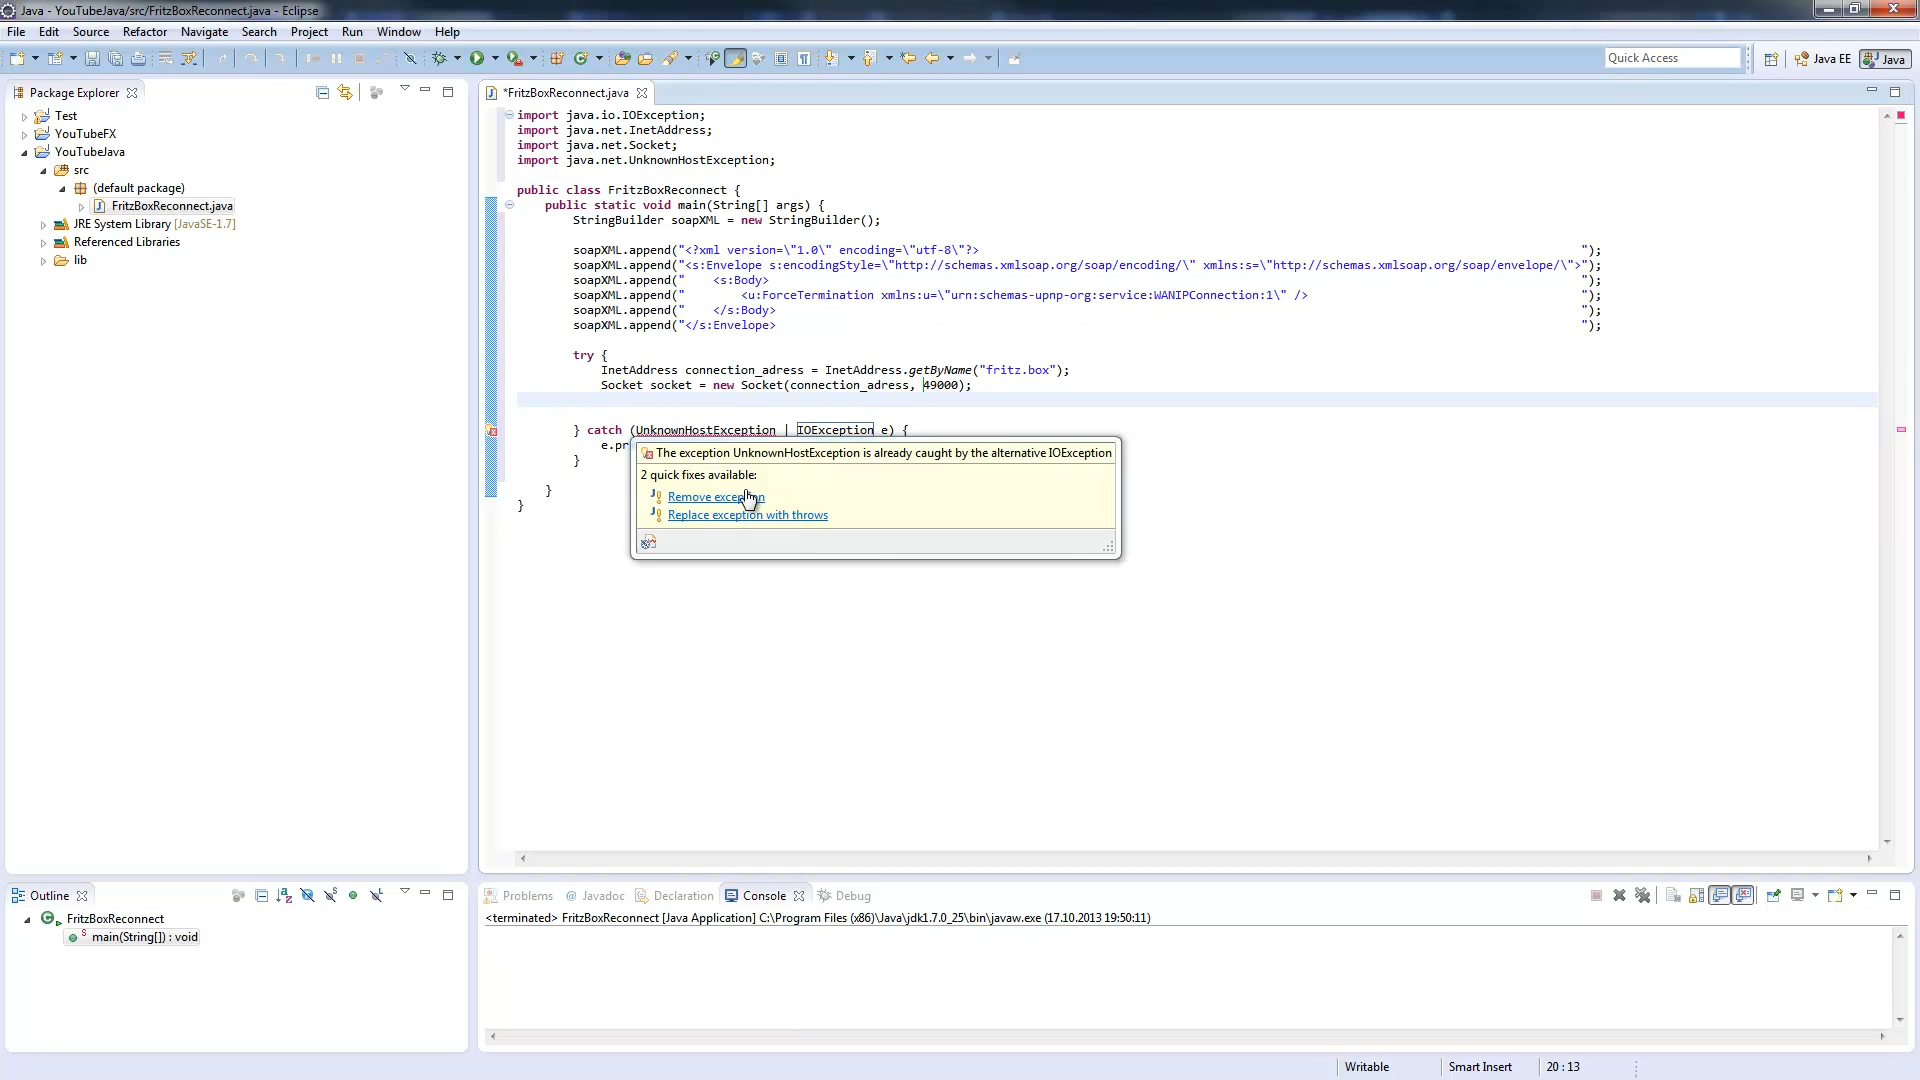 Java - YouTubeJava/src/FritzBoxReconnect.java - Eclipse
File Edit Source Refactor Navigate Search Project Run Window Help
Quick Access
Java EE
Java
Package Explorer
Test
YouTubeFX
YouTubeJava
src
(default package)
FritzBoxReconnect.java
JRE System Library [JavaSE-1.7]
Referenced Libraries
lib
*FritzBoxReconnect.java
import java.io.IOException;
import java.net.InetAddress;
import java.net.Socket;
import java.net.UnknownHostException;
public class FritzBoxReconnect {
public static void main(String[] args) {
StringBuilder soapXML = new StringBuilder();
soapXML.append("<?xml version=\"1.0\" encoding=\"utf-8\"?> ");
soapXML.append("<s:Envelope s:encodingStyle=\"http://schemas.xmlsoap.org/soap/encoding/\" xmlns:s=\"http://schemas.xmlsoap.org/soap/envelope/\">");
soapXML.append(" <s:Body> ");
soapXML.append(" <u:ForceTermination xmlns:u=\"urn:schemas-upnp-org:service:WANIPConnection:1\" /> ");
soapXML.append(" </s:Body> ");
soapXML.append("</s:Envelope> ");
try {
InetAddress connection_adress = InetAddress.getByName("fritz.box");
Socket socket = new Socket(connection_adress, 49000);
} catch (UnknownHostException | IOException e) {
e.pr
}
}
}
The exception UnknownHostException is already caught by the alternative IOException
2 quick fixes available:
Remove exception
Replace exception with throws
Outline
FritzBoxReconnect
main(String[]) : void
Problems @ Javadoc Declaration Console Debug
<terminated> FritzBoxReconnect [Java Application] C:\Program Files (x86)\Java\jdk1.7.0_25\bin\javaw.exe (17.10.2013 19:50:11)
Writable
Smart Insert
20 : 13